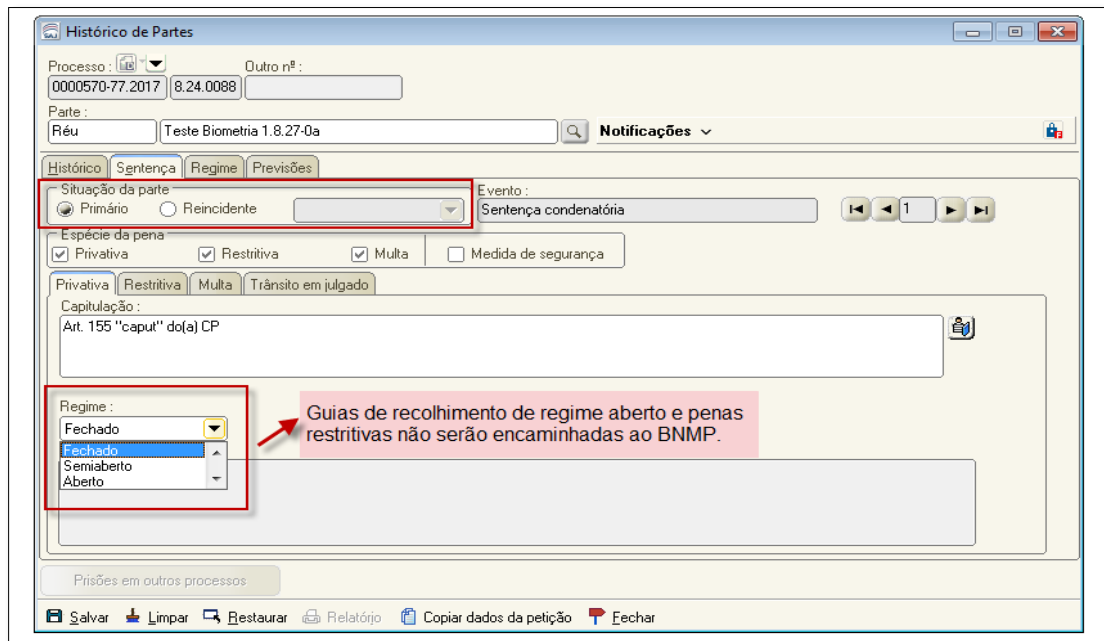 Histórico de Partes
Processo :
Outro nº :
0000570-77.2017 8.24.0088
Parte :
Réu Teste Biometria 1.8.27-0a
Notificações
Histórico Sentença Regime Previsões
Situação da parte
Primário Reincidente
Evento :
Sentença condenatória
1
Espécie da pena
Privativa Restritiva Multa Medida de segurança
Privativa Restritiva Multa Trânsito em julgado
Capitulação :
Art. 155 "caput" do(a) CP
Regime :
Fechado
Fechado
Semiaberto
Aberto
Guias de recolhimento de regime aberto e penas
restritivas não serão encaminhadas ao BNMP.
Prisões em outros processos
Salvar Limpar Restaurar Relatório Copiar dados da petição Fechar